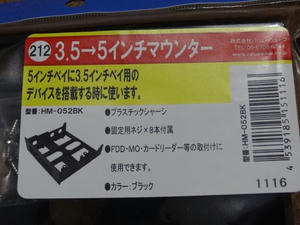 212 3.5→5インチマウンター
5インチベイに3.5インチベイ用の
デバイスを搭載する時に使います。
型番:HM-052BK
●プラスチックシャーシ
●固定用ネジ×8本付属
●FDD・MO・カードリーダー等の取付けに
使用できます。
●カラー:ブラック
型番:HM-052BK
4539185151116
1116